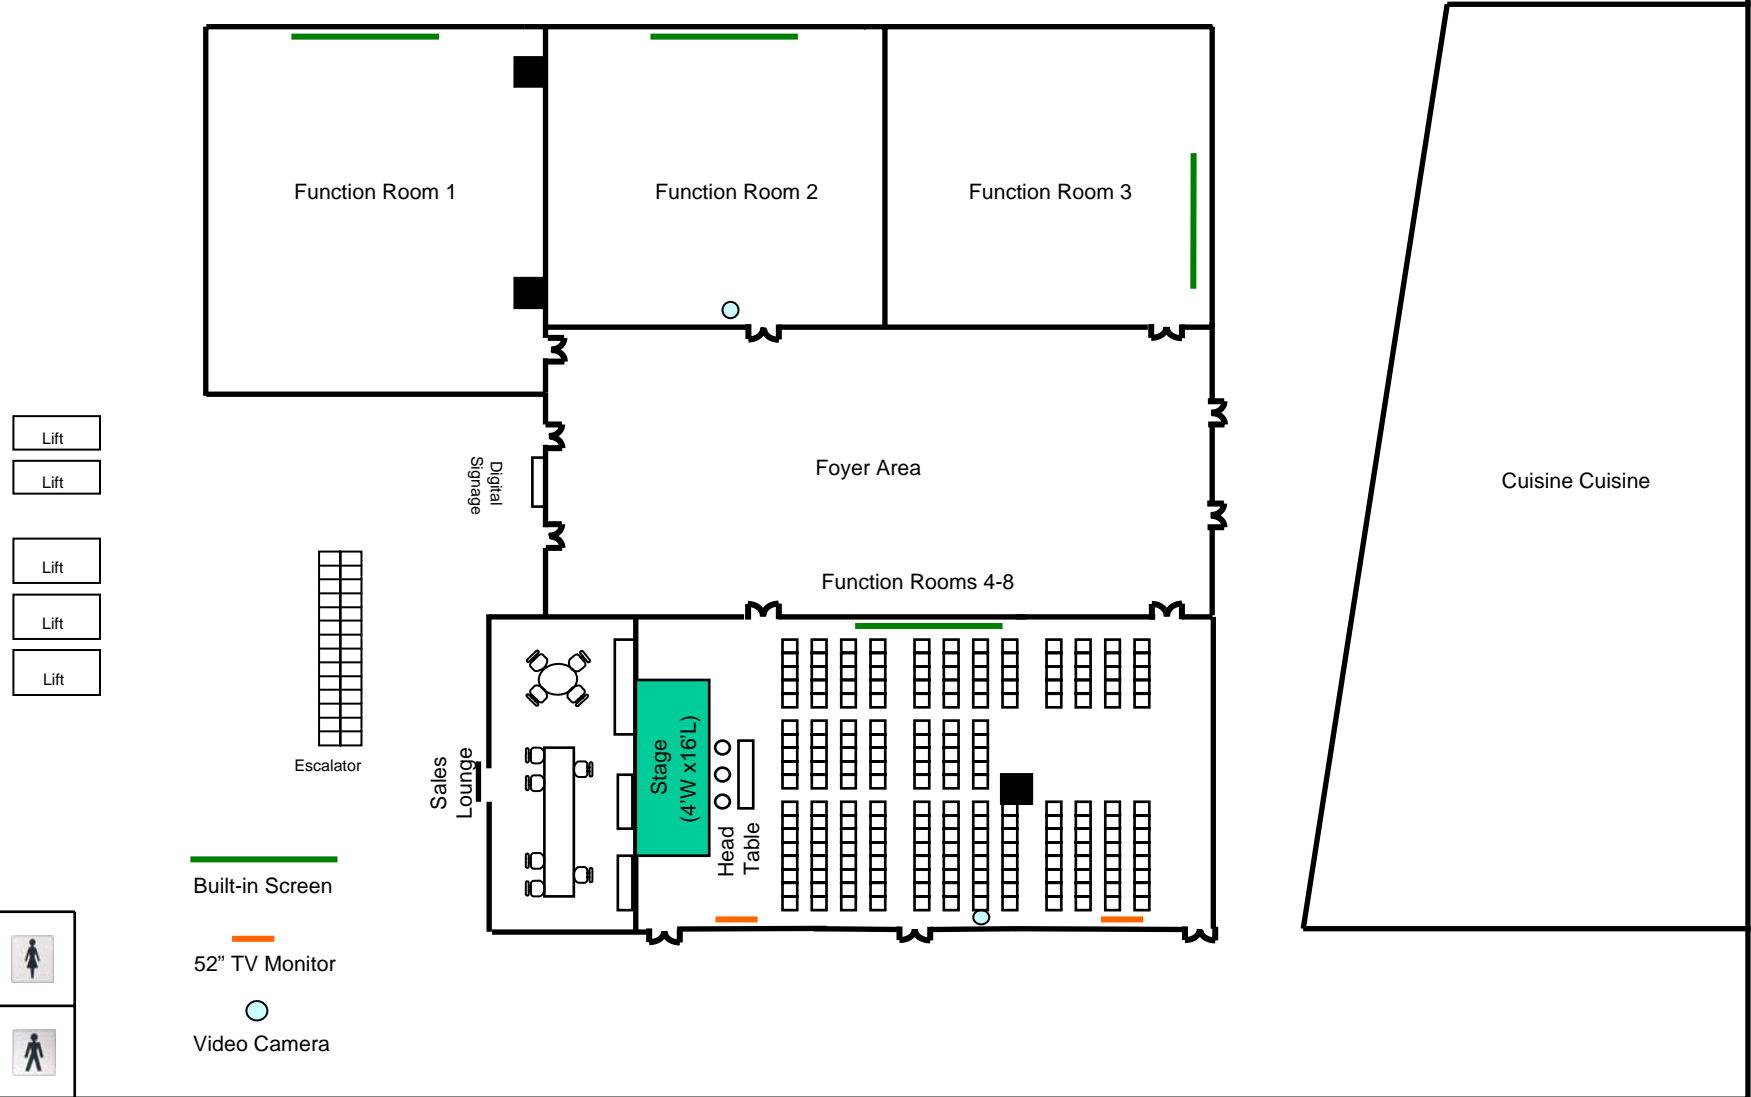 Function Room 1
Function Room 2
Function Room 3
Lift
Lift
Lift
Lift
Lift
Digital
Signage
Foyer Area
Cuisine Cuisine
Function Rooms 4-8
Escalator
Sales
Lounge
Stage
(4'W x16'L)
Head
Table
Built-in Screen
52” TV Monitor
Video Camera